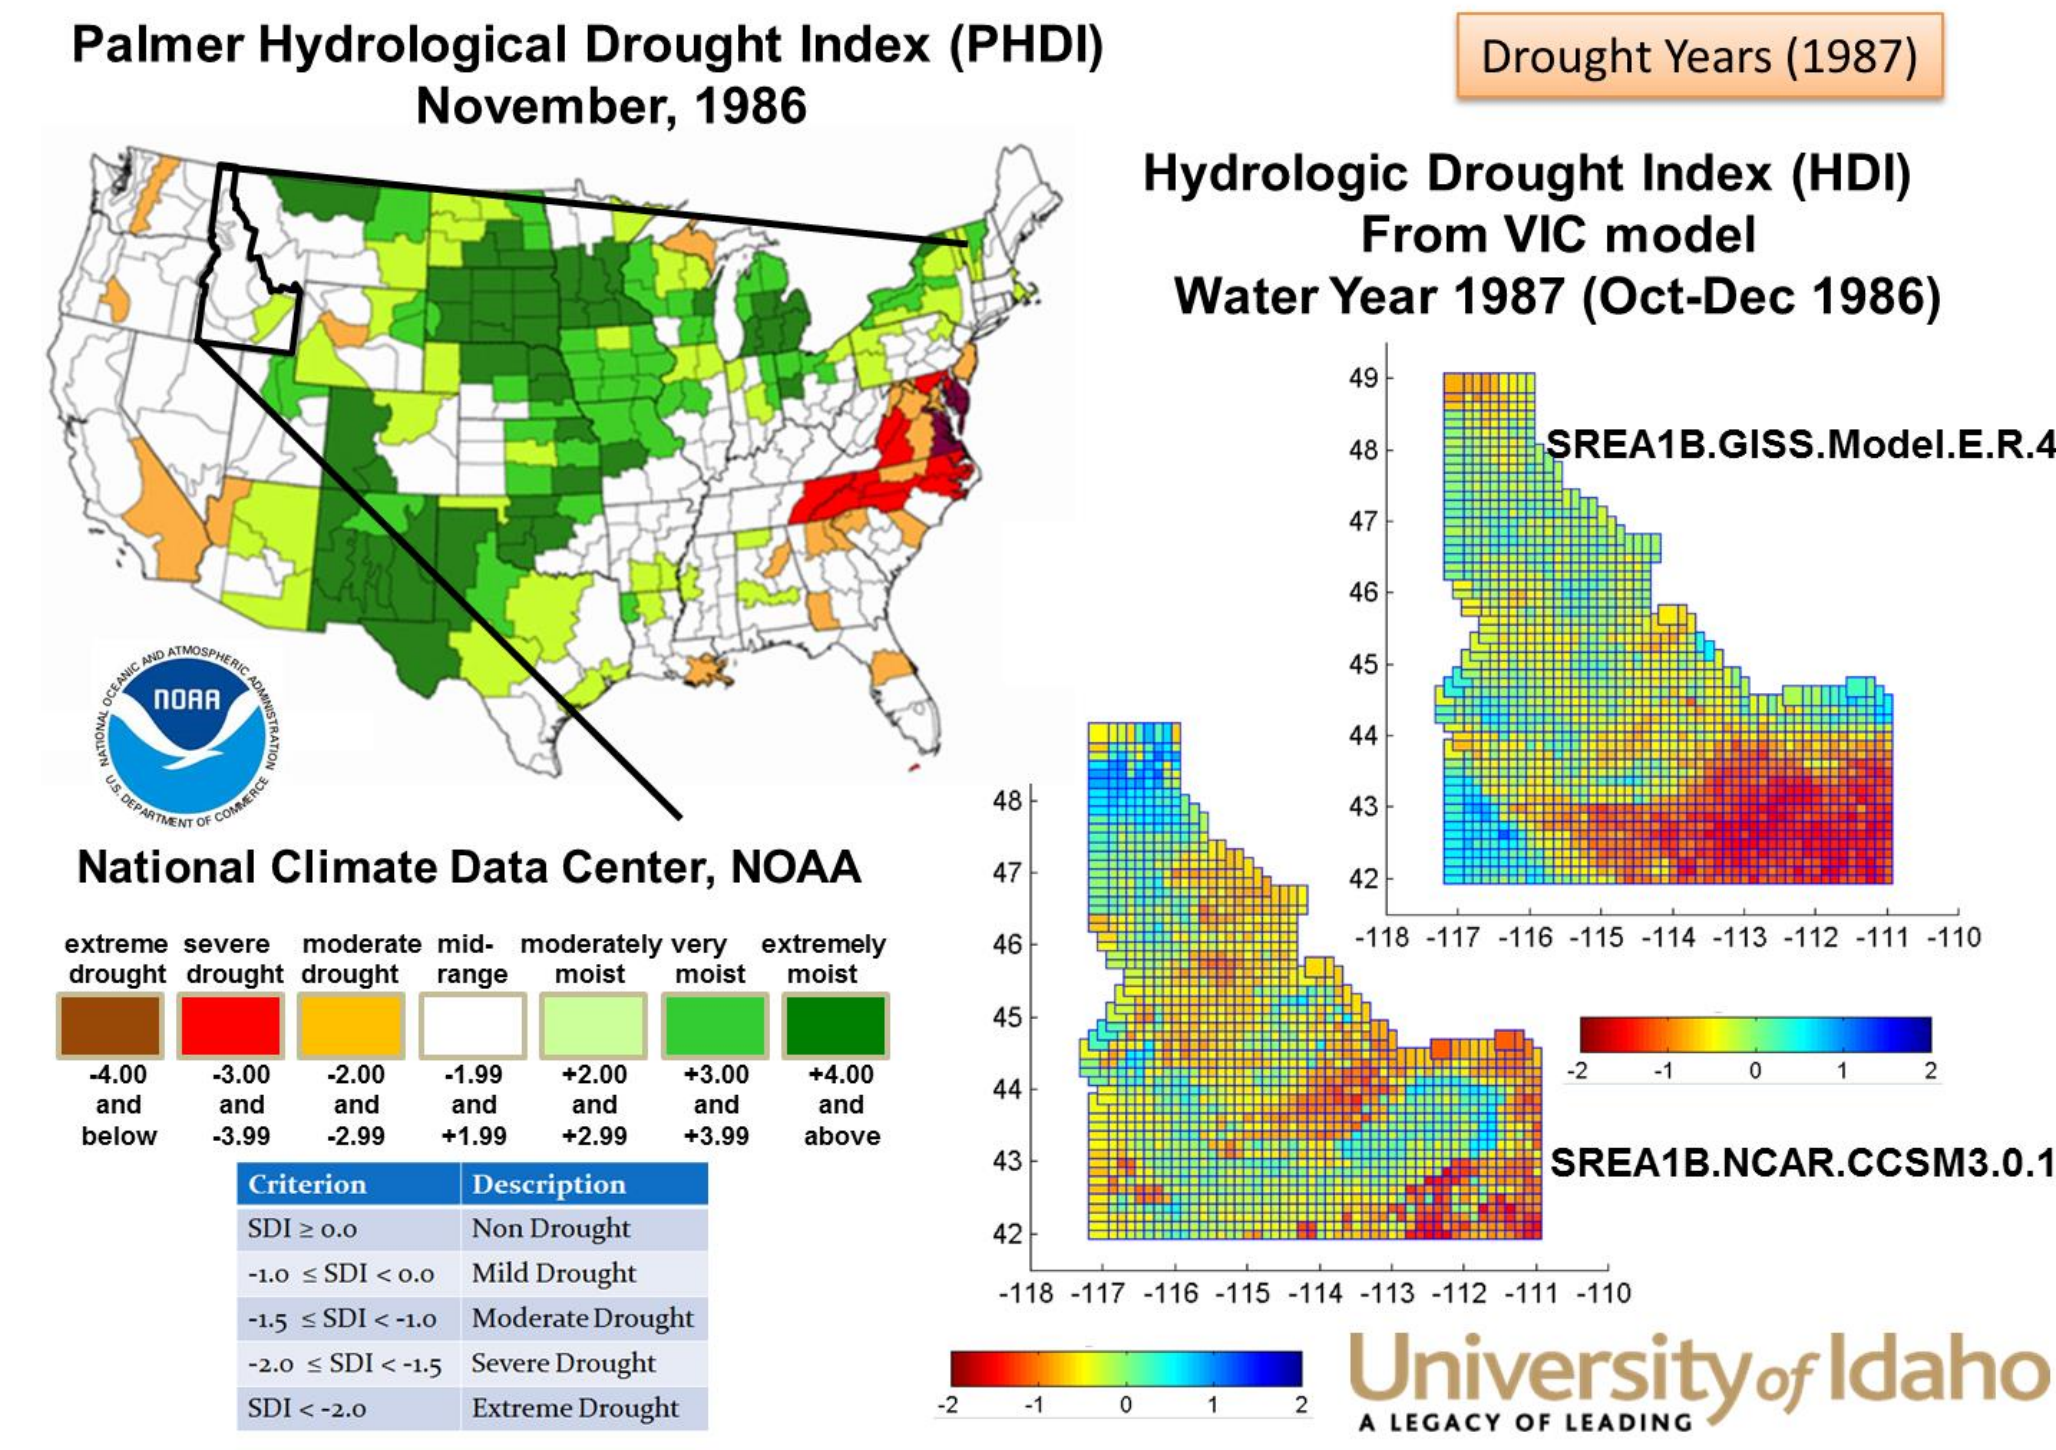 Palmer Hydrological Drought Index (PHDI)
November, 1986
Drought Years (1987)
Hydrologic Drought Index (HDI)
From VIC model
Water Year 1987 (Oct-Dec 1986)
49
48
47
46
45
44
43
42
-118 -117 -116 -115 -114 -113 -112 -111 -110
SREA1B.GISS.Model.E.R.4
-2 -1 0 1 2
NATIONAL OCEANIC AND ATMOSPHERIC ADMINISTRATION
NOAA
U.S. DEPARTMENT OF COMMERCE
National Climate Data Center, NOAA
extreme severe moderate mid- moderately very extremely
drought drought drought range moist moist moist
-4.00 -3.00 -2.00 -1.99 +2.00 +3.00 +4.00
and and and and and and and
below -3.99 -2.99 +1.99 +2.99 +3.99 above
Criterion Description
SDI ≥ 0.0 Non Drought
-1.0 ≤ SDI < 0.0 Mild Drought
-1.5 ≤ SDI < -1.0 Moderate Drought
-2.0 ≤ SDI < -1.5 Severe Drought
SDI < -2.0 Extreme Drought
48
47
46
45
44
43
42
-118 -117 -116 -115 -114 -113 -112 -111 -110
SREA1B.NCAR.CCSM3.0.1
-2 -1 0 1 2
University of Idaho
A LEGACY OF LEADING